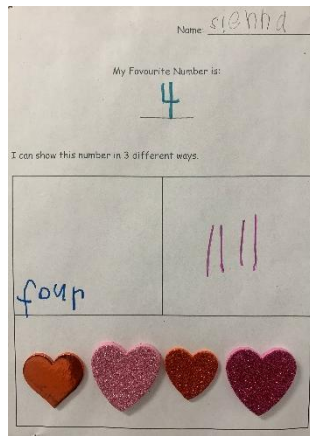 Name sienna
My Favourite Number is:
4
I can show this number in 3 different ways.
four